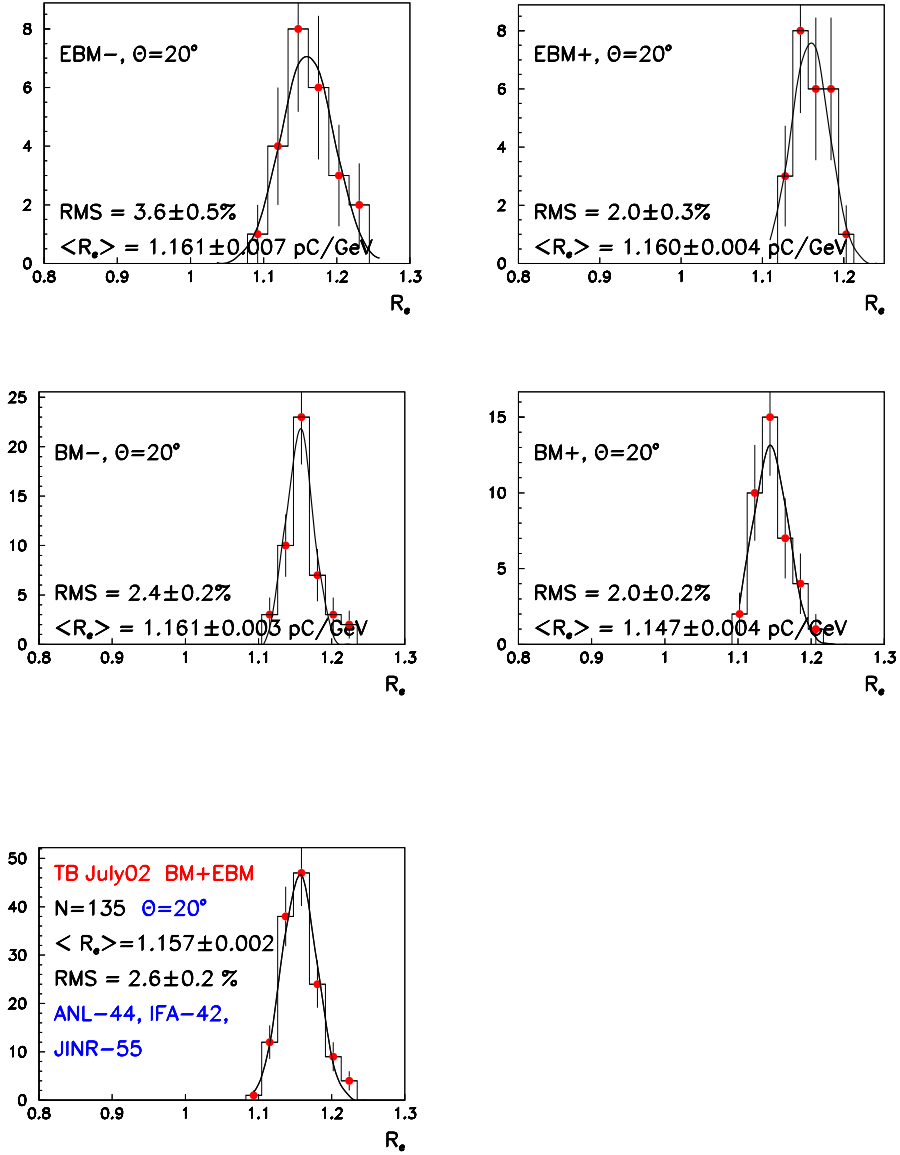 8
6
4
2
0
EBM−, Θ=20°
RMS = 3.6±0.5%
<Re> = 1.161±0.007 pC/GeV
0.8 0.9 1 1.1 1.2 1.3
Re
8
6
4
2
0
EBM+, Θ=20°
RMS = 2.0±0.3%
<Re> = 1.160±0.004 pC/GeV
0.8 0.9 1 1.1 1.2
Re
25
20
15
10
5
0
BM−, Θ=20°
RMS = 2.4±0.2%
<Re> = 1.161±0.003 pC/GeV
0.8 0.9 1 1.1 1.2 1.3
Re
15
10
5
0
BM+, Θ=20°
RMS = 2.0±0.2%
<Re> = 1.147±0.004 pC/GeV
0.8 0.9 1 1.1 1.2 1.3
Re
50
40
30
20
10
0
TB July02 BM+EBM
N=135 Θ=20°
< Re>=1.157±0.002
RMS = 2.6±0.2 %
ANL−44, IFA−42,
JINR−55
0.8 0.9 1 1.1 1.2 1.3
Re